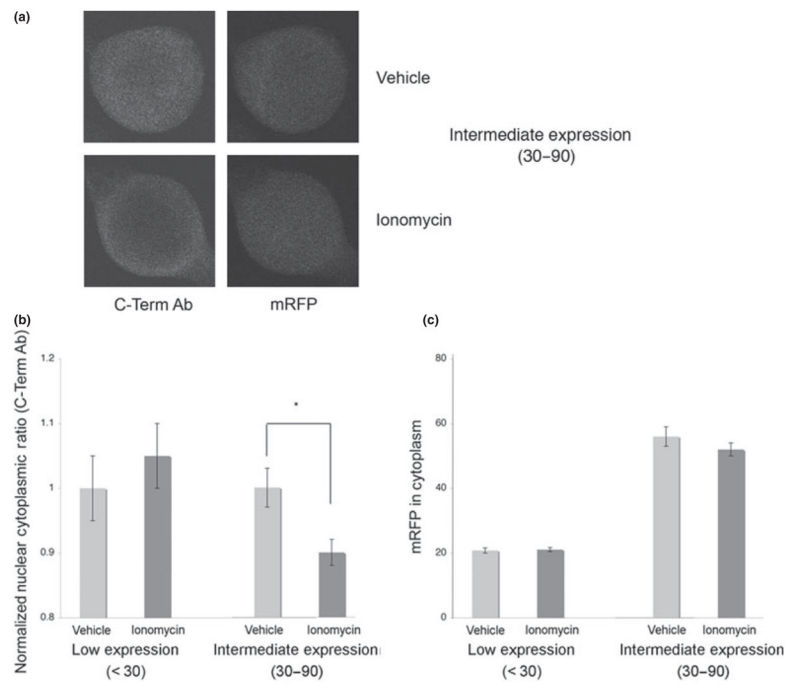 (a)
Vehicle
Intermediate expression
(30–90)
Ionomycin
C-Term Ab
mRFP
(b)
Normalized nuclear cytoplasmic ratio (C-Term Ab)
1.2
1.1
1
0.9
0.8
*
Vehicle
Ionomycin
Vehicle
Ionomycin
Low expression
(< 30)
Intermediate expression
(30–90)
(c)
mRFP in cytoplasm
80
60
40
20
0
Vehicle
Ionomycin
Vehicle
Ionomycin
Low expression
(< 30)
Intermediate expression
(30–90)